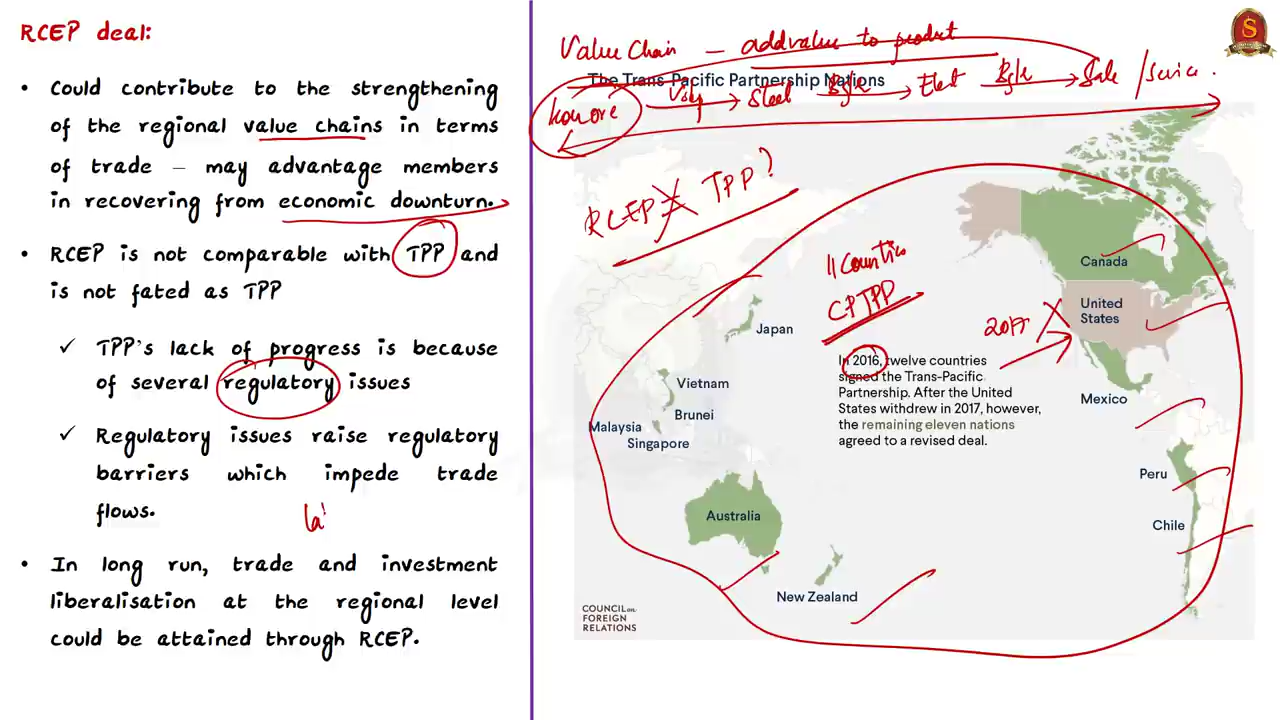 RCEP deal:
• Could contribute to the strengthening
of the regional value chains in terms
of trade – may advantage members
in recovering from economic downturn.
• RCEP is not comparable with TPP and
is not fated as TPP
✓ TPP's lack of progress is because
of several regulatory issues
✓ Regulatory issues raise regulatory
barriers which impede trade
flows.
la
• In long run, trade and investment
liberalisation at the regional level
could be attained through RCEP.
Value Chain – add value to product
The Trans-Pacific Partnership Nations
Iron ore → Steel → → Sale / Service.
RCEP ≠ TPP?
11 Countries
CPTPP
2017 X
In 2016, twelve countries
signed the Trans-Pacific
Partnership. After the United
States withdrew in 2017, however,
the remaining eleven nations
agreed to a revised deal.
Canada
United
States
Mexico
Peru
Chile
Japan
Vietnam
Brunei
Malaysia
Singapore
Australia
New Zealand
COUNCIL on
FOREIGN
RELATIONS
S